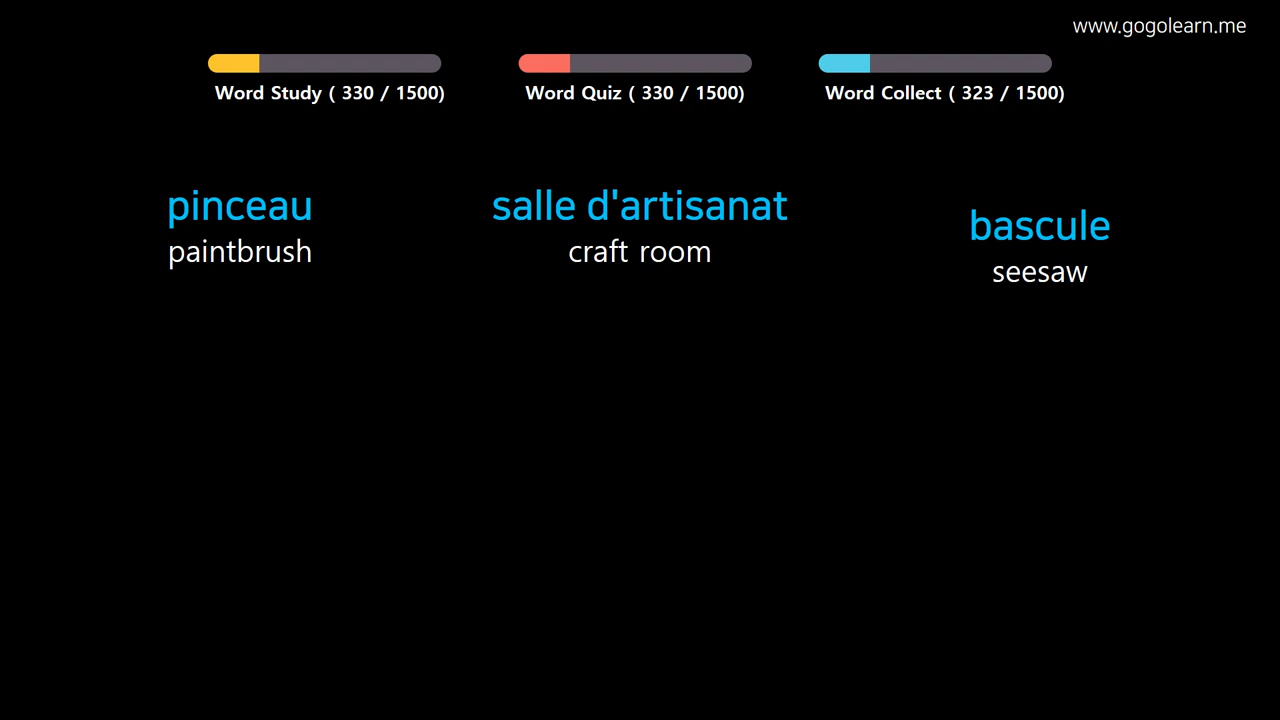 www.gogolearn.me
Word Study ( 330 / 1500)
Word Quiz ( 330 / 1500)
Word Collect ( 323 / 1500)
pinceau
paintbrush
salle d'artisanat
craft room
bascule
seesaw